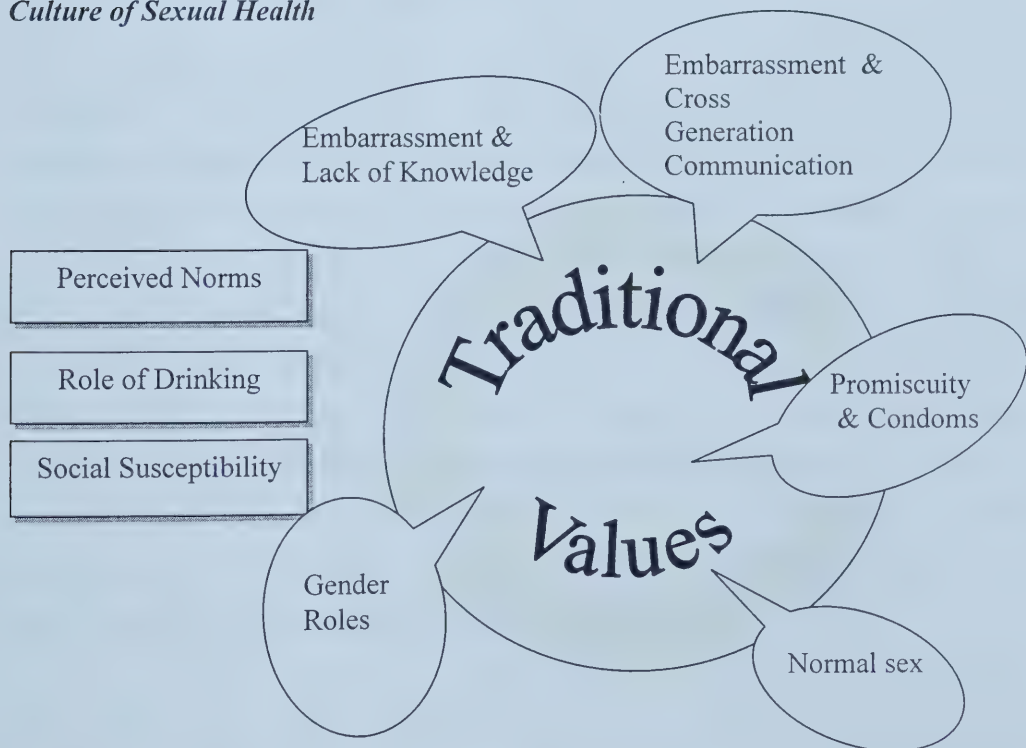 Culture of Sexual Health
Embarrassment &
Cross
Generation
Communication
Embarrassment &
Lack of Knowledge
Perceived Norms
Role of Drinking
Social Susceptibility
Traditional
Values
Promiscuity
& Condoms
Gender
Roles
Normal sex